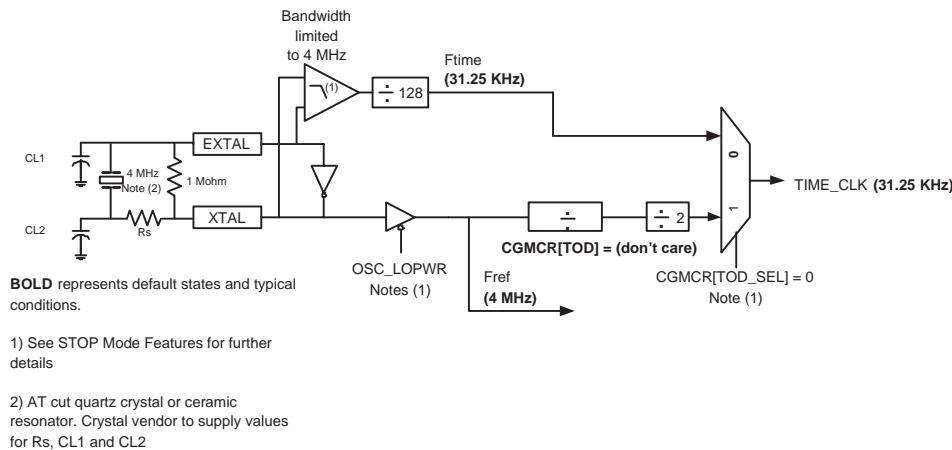 Bandwidth
limited
to 4 MHz
Ftime
(31.25 KHz)
(1)
÷ 128
EXTAL
CL1
4 MHz
Note (2)
1 Mohm
0
TIME_CLK (31.25 KHz)
XTAL
÷
÷ 2
1
CL2
Rs
CGMCR[TOD] = (don't care)
OSC_LOPWR
Notes (1)
Fref
(4 MHz)
CGMCR[TOD_SEL] = 0
Note (1)
BOLD represents default states and typical
conditions.
1) See STOP Mode Features for further
details
2) AT cut quartz crystal or ceramic
resonator. Crystal vendor to supply values
for Rs, CL1 and CL2